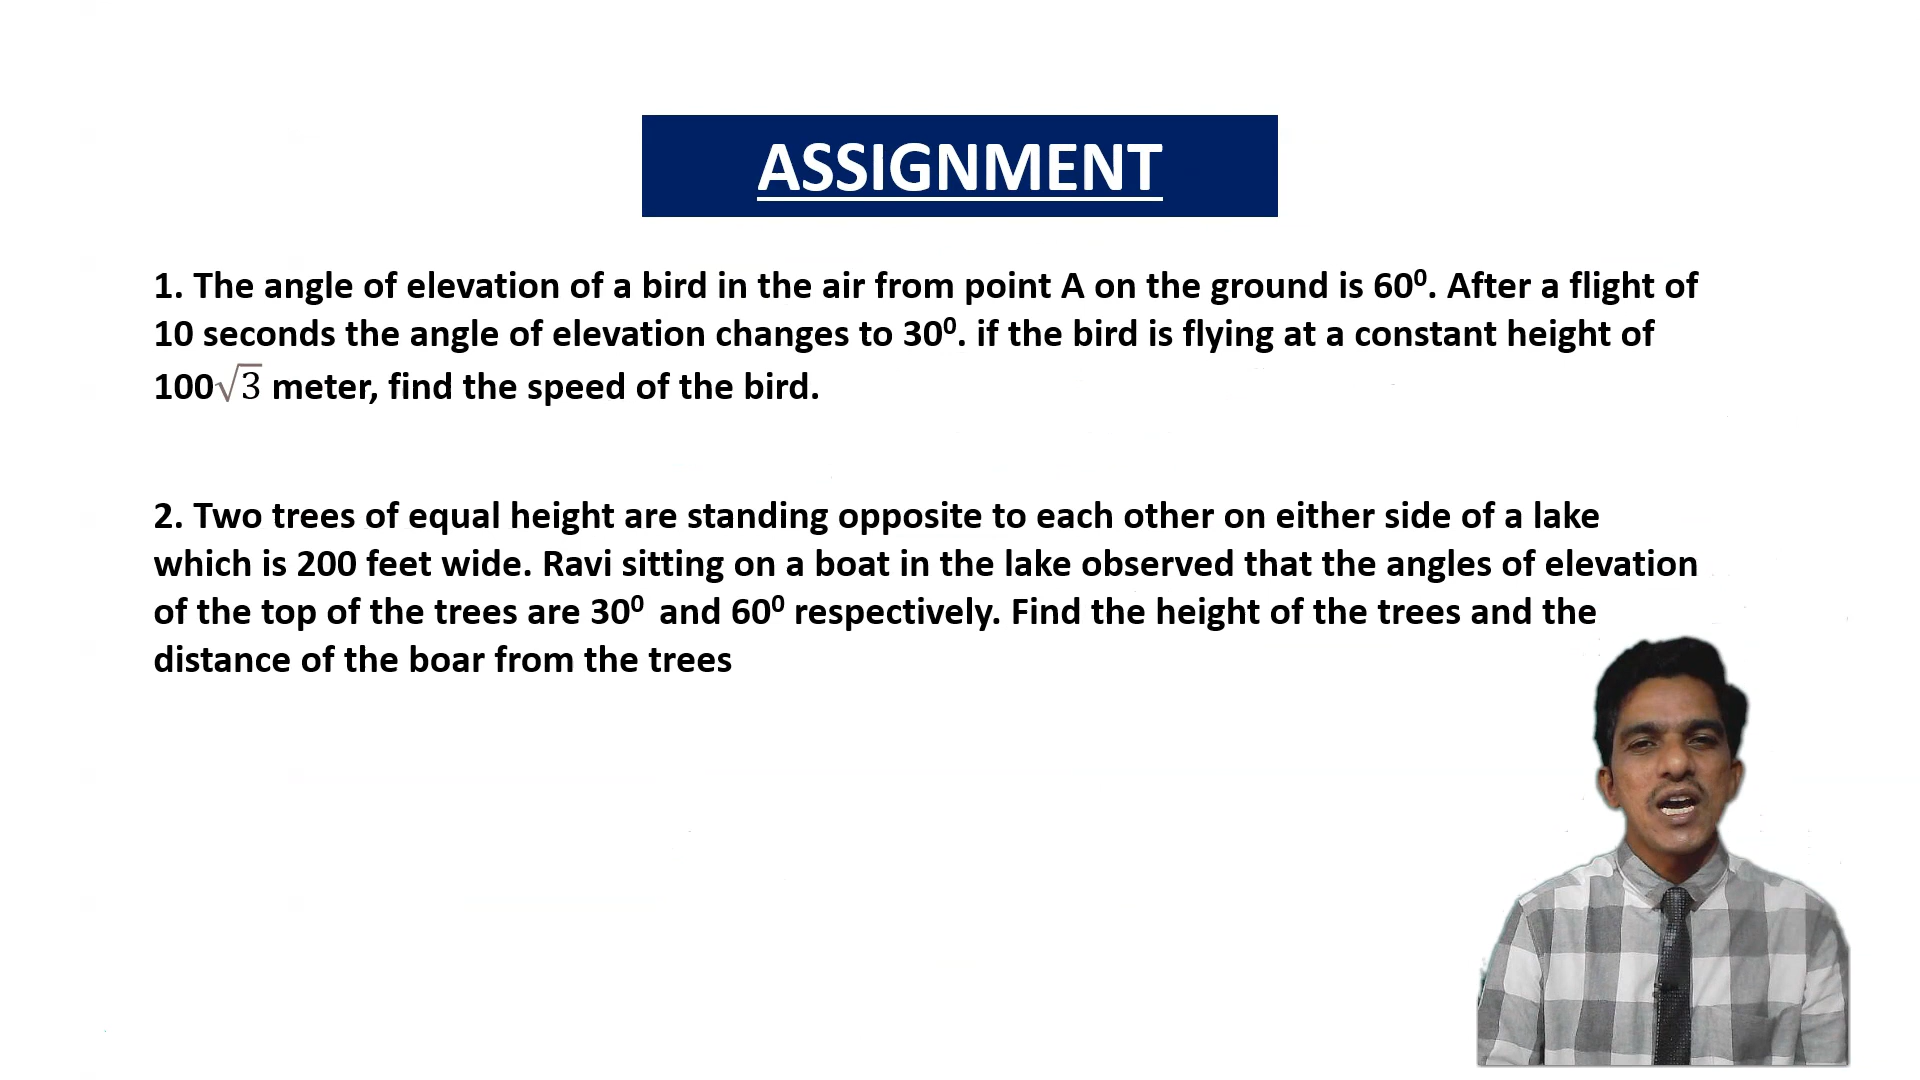 ASSIGNMENT
1. The angle of elevation of a bird in the air from point A on the ground is 60⁰. After a flight of
10 seconds the angle of elevation changes to 30⁰. if the bird is flying at a constant height of
100√3 meter, find the speed of the bird.
2. Two trees of equal height are standing opposite to each other on either side of a lake
which is 200 feet wide. Ravi sitting on a boat in the lake observed that the angles of elevation
of the top of the trees are 30⁰ and 60⁰ respectively. Find the height of the trees and the
distance of the boar from the trees